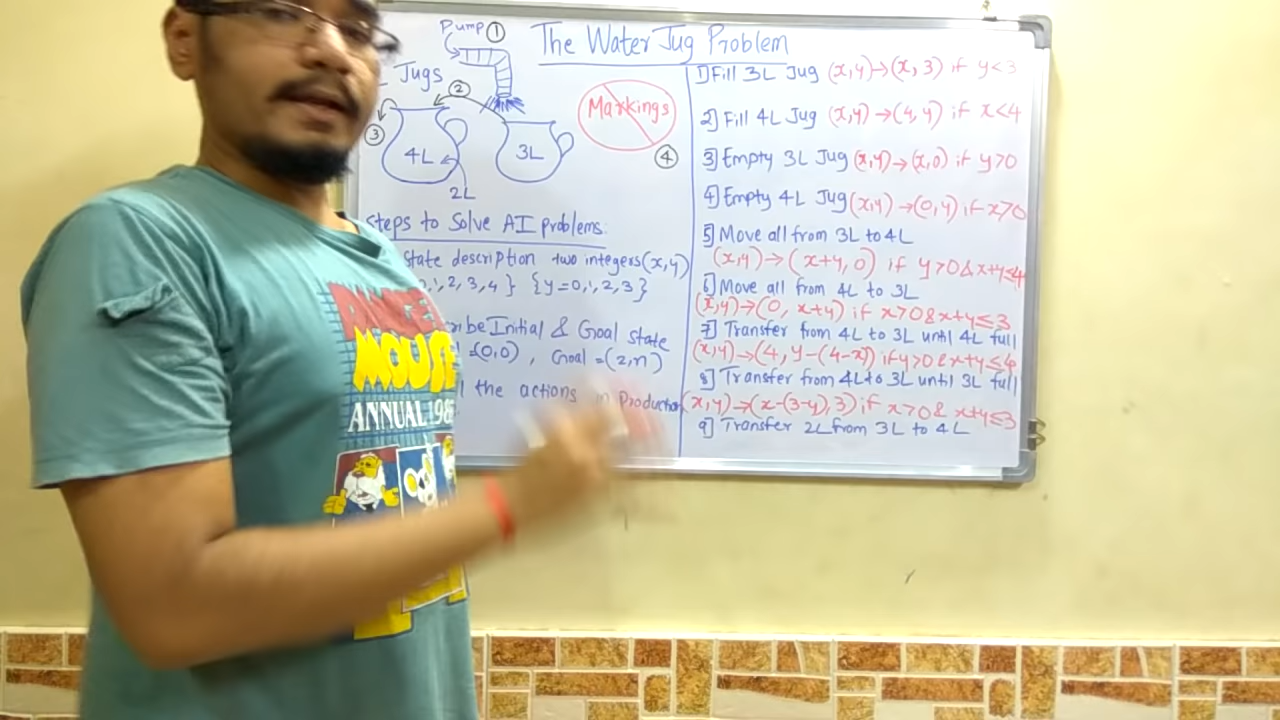 The Water Jug Problem
Pump ①
Jugs
②
③
4L
3L
2L
Markings
④
Steps to Solve AI problems:
state description two integers (x,y)
,1,2,3,4} {y=0,1,2,3}
Initial & Goal state
=(0,0), Goal =(2,n)
the actions in Production
1] Fill 3L Jug (x,y)→(x,3) if y<3
2] Fill 4L Jug (x,y)→(4,y) if x<4
3] Empty 3L Jug (x,y)→(x,0) if y>0
4] Empty 4L Jug (x,y)→(0,y) if x>0
5] Move all from 3L to 4L
(x,y)→(x+y,0) if y>0&x+y≤4
6] Move all from 4L to 3L
(x,y)→(0, x+y) if x>0&x+y≤3
7] Transfer from 4L to 3L until 4L full
(x,y)→(4, y-(4-x)) if y>0&x+y≤4
8] Transfer from 4L to 3L until 3L full
(x,y)→(x-(3-y),3) if x>0& x+y≤3
9] Transfer 2L from 3L to 4L
MOUSE
ANNUAL 198